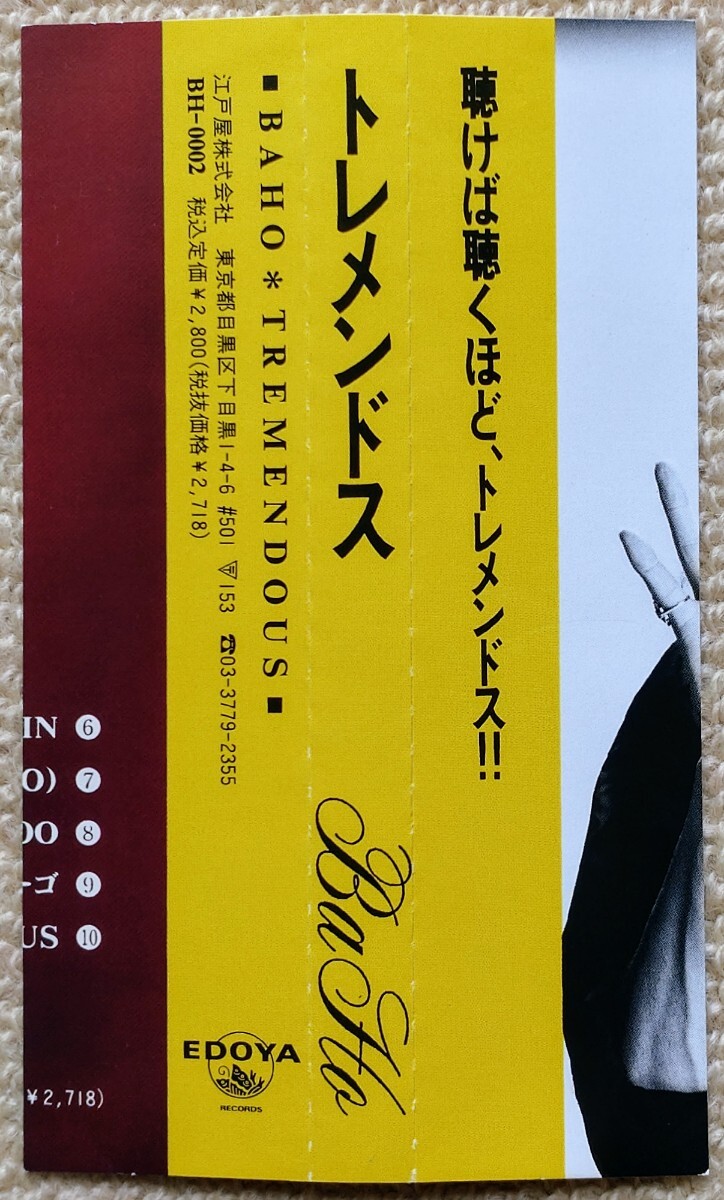 聴けば聴くほど、トレメンドス!!
トレメンドス
BaHo
■BAHO＊TREMENDOUS■
江戸屋株式会社 東京都目黒区下目黒1-4-6 #501 〒153 ☎03-3779-2355
BH-0002 税込定価￥2,800(税抜価格￥2,718)
EDOYA
RECORDS
IN 6
O) 7
OO 8
ーゴ 9
US 10
￥2,718)